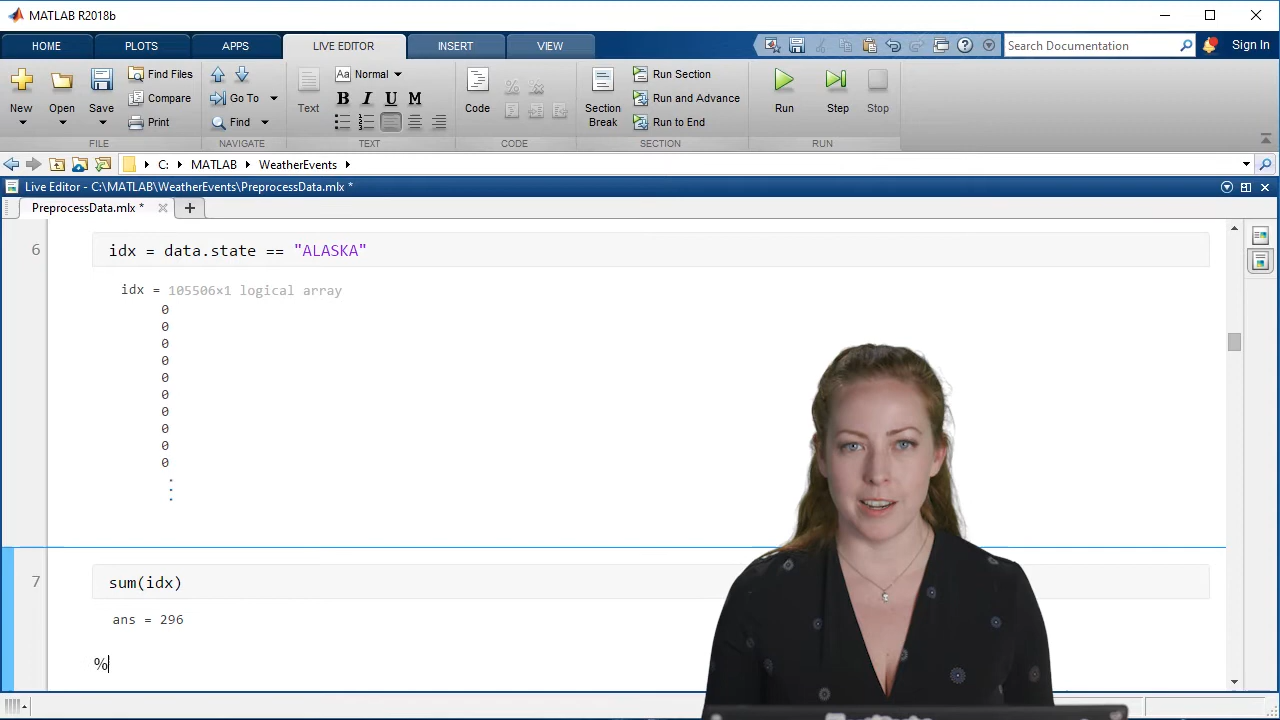 MATLAB R2018b
HOME PLOTS APPS LIVE EDITOR INSERT VIEW Search Documentation Sign In
New Open Save Find Files Compare Print
FILE
Go To Find
NAVIGATE
Text Aa Normal B I U M
TEXT
Code
CODE
Section Break Run Section Run and Advance Run to End
SECTION
Run Step Stop
RUN
C: MATLAB WeatherEvents
Live Editor - C:\MATLAB\WeatherEvents\PreprocessData.mlx *
PreprocessData.mlx *
6 idx = data.state == "ALASKA"
idx = 105506×1 logical array
0
0
0
0
0
0
0
0
0
0
7 sum(idx)
ans = 296
%